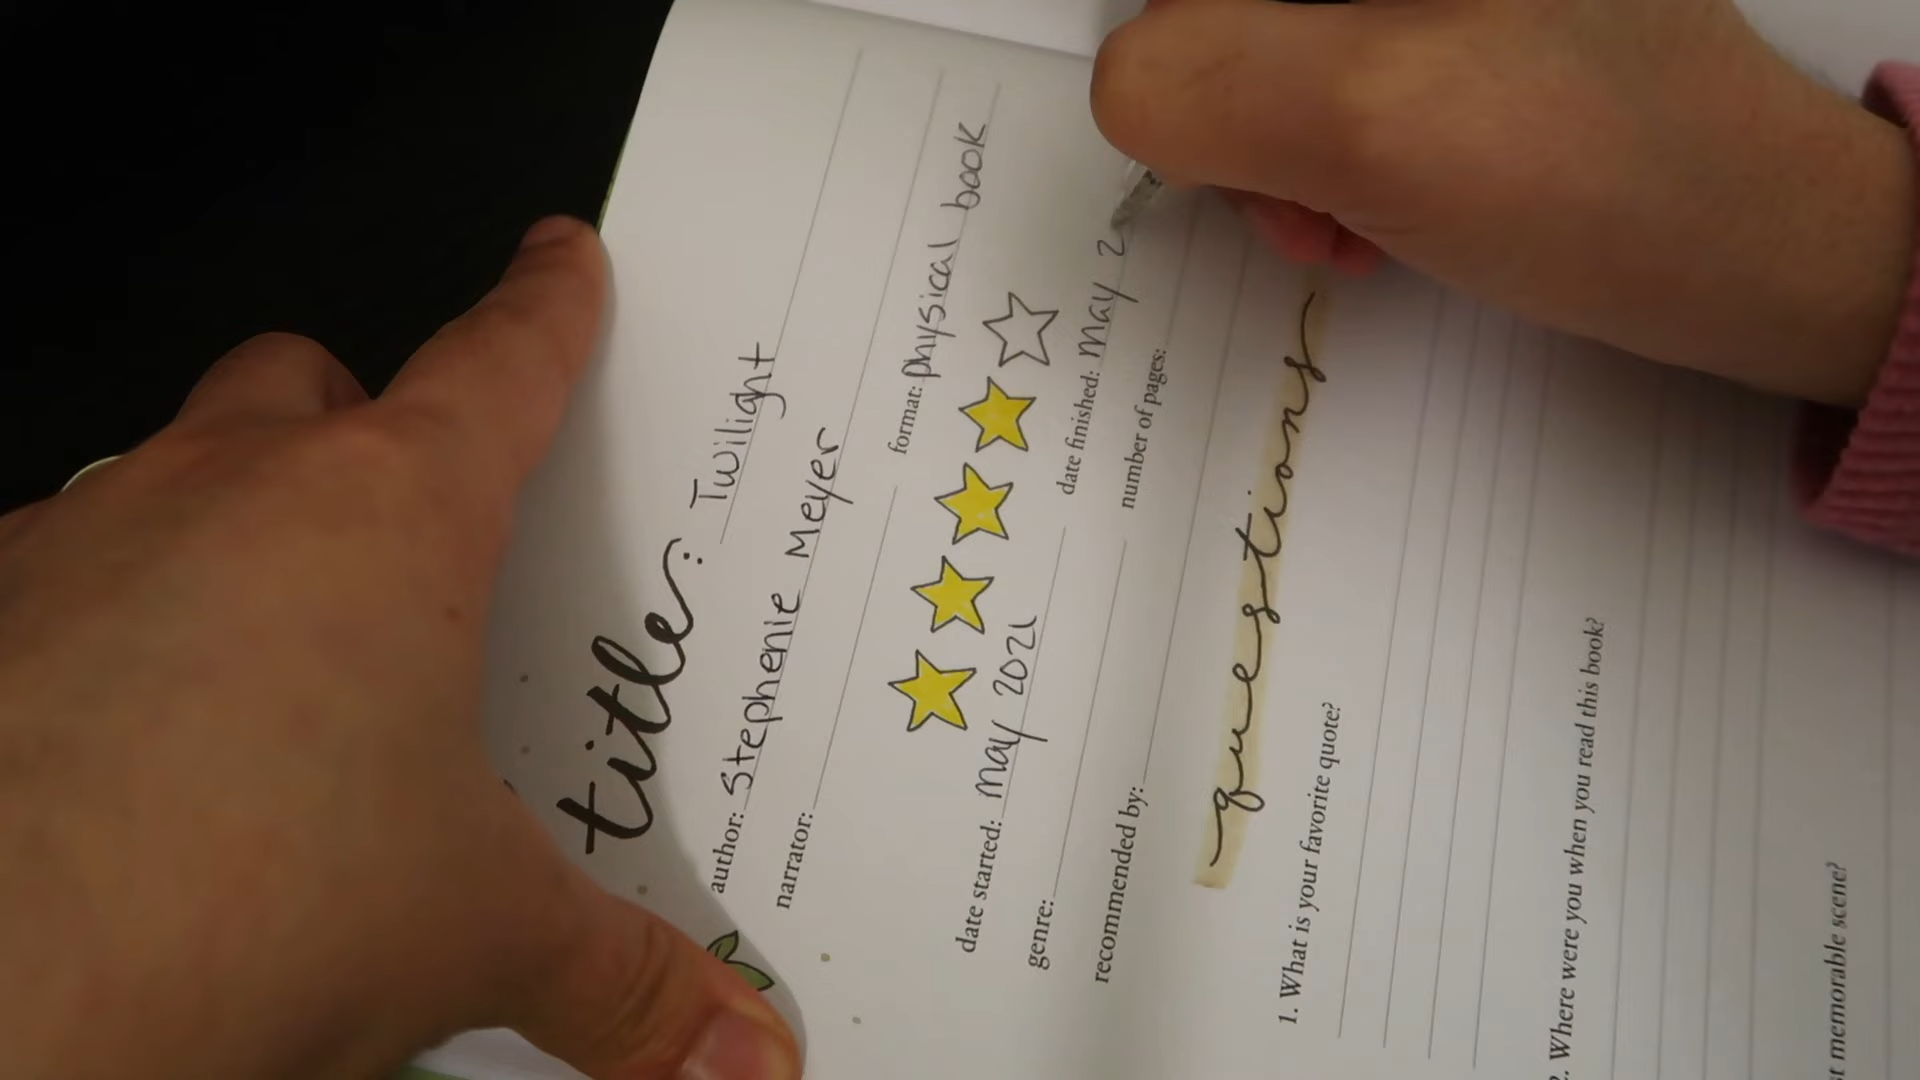 title: Twilight
author: Stephenie Meyer
narrator: format: physical book
date started: may 2021 date finished: may 2
genre: number of pages:
recommended by:
questions
1. What is your favorite quote?
2. Where were you when you read this book?
memorable scene?